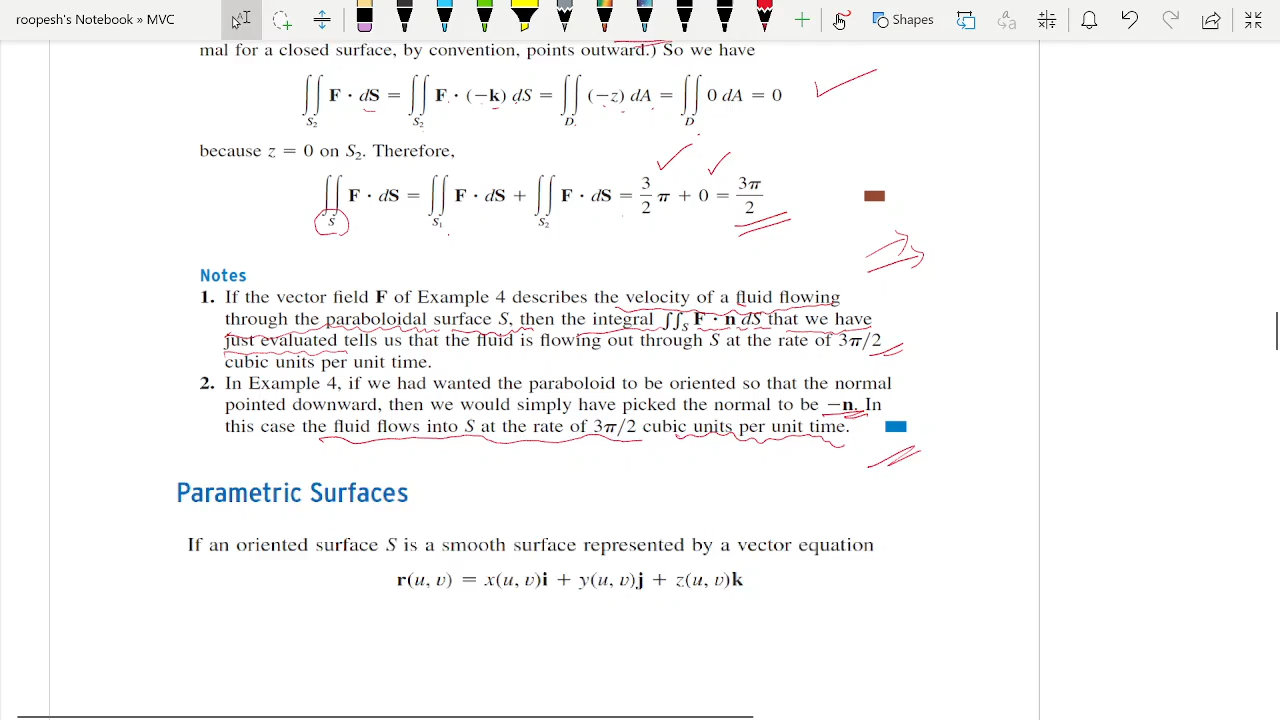 roopesh's Notebook » MVC
Shapes
mal for a closed surface, by convention, points outward.) So we have
∬_{S₂} F · dS = ∬_{S₂} F · (−k) dS = ∬_D (−z) dA = ∬_D 0 dA = 0
because z = 0 on S₂. Therefore,
∬_S F · dS = ∬_{S₁} F · dS + ∬_{S₂} F · dS = 3/2 π + 0 = 3π/2
Notes
1. If the vector field F of Example 4 describes the velocity of a fluid flowing
through the paraboloidal surface S, then the integral ∬_S F · n dS that we have
just evaluated tells us that the fluid is flowing out through S at the rate of 3π/2
cubic units per unit time.
2. In Example 4, if we had wanted the paraboloid to be oriented so that the normal
pointed downward, then we would simply have picked the normal to be −n. In
this case the fluid flows into S at the rate of 3π/2 cubic units per unit time.
Parametric Surfaces
If an oriented surface S is a smooth surface represented by a vector equation
r(u, v) = x(u, v)i + y(u, v)j + z(u, v)k